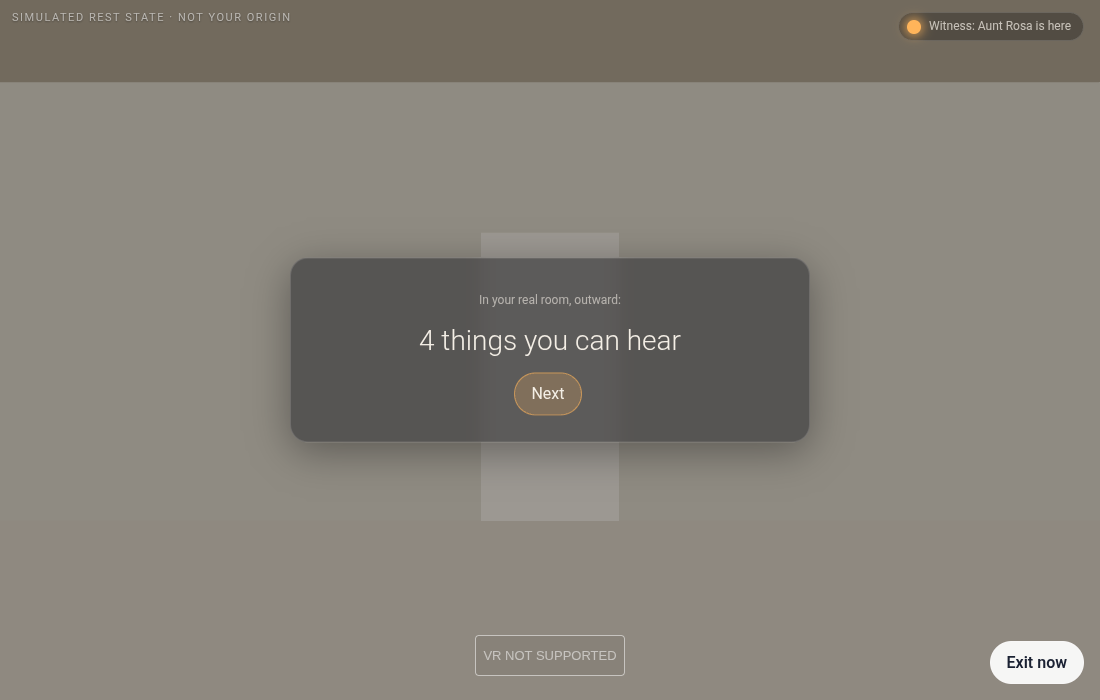 SIMULATED REST STATE · NOT YOUR ORIGIN
Witness: Aunt Rosa is here
In your real room, outward:
4 things you can hear
Next
VR NOT SUPPORTED
Exit now